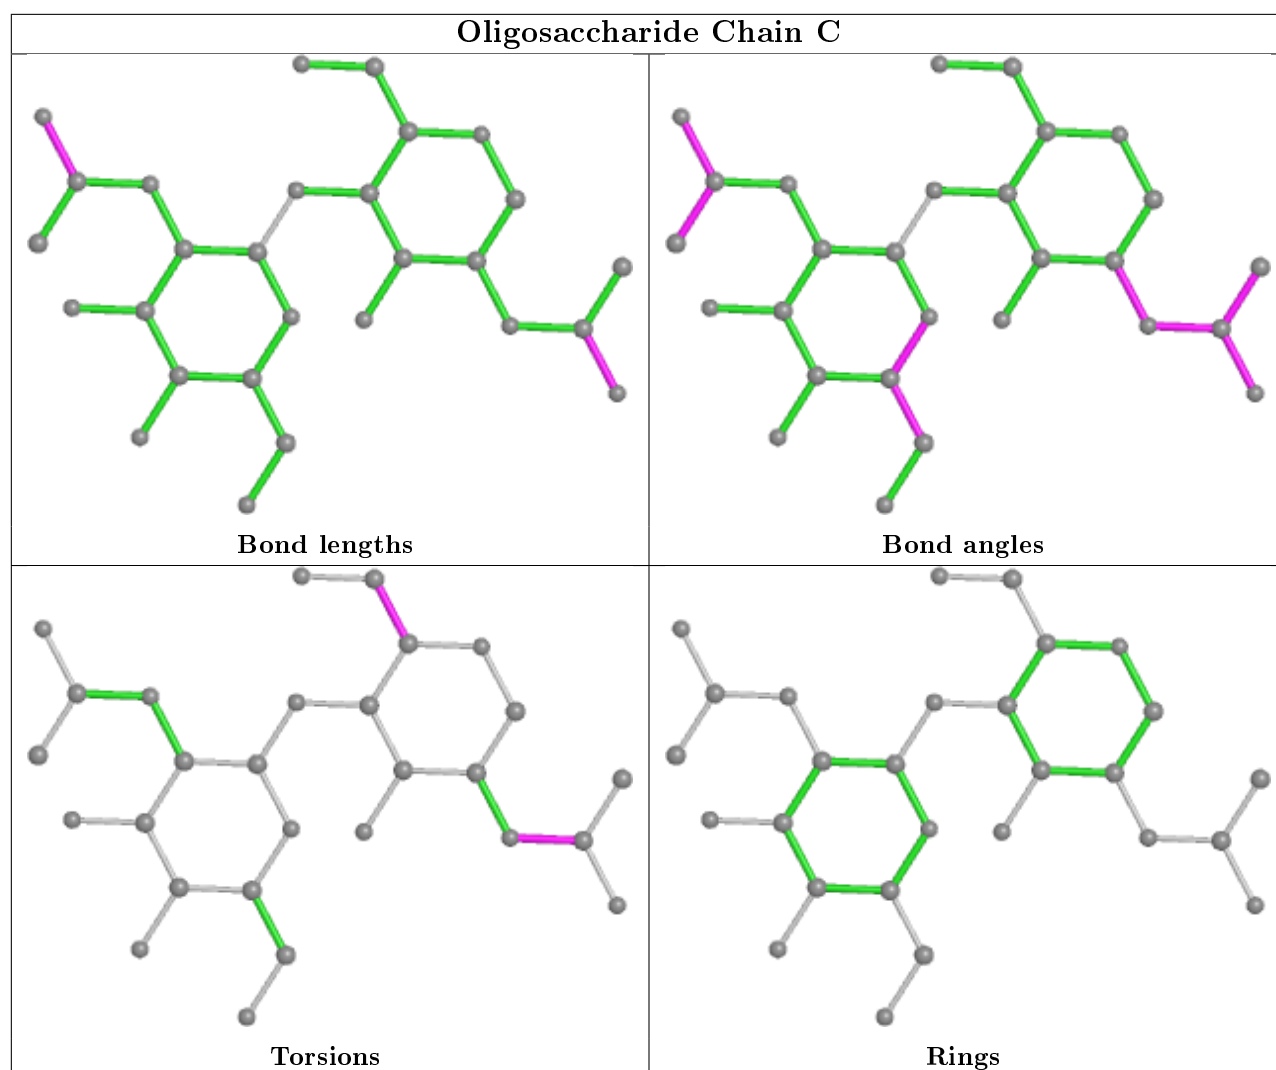 Oligosaccharide Chain C
Bond lengths
Bond angles
Torsions
Rings